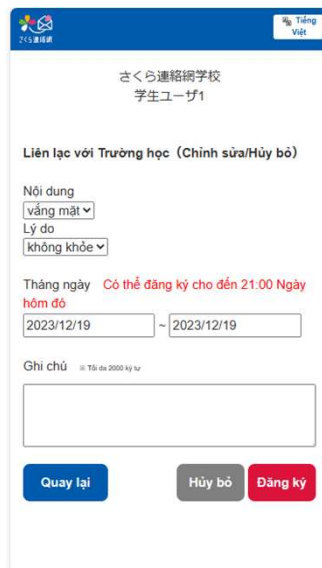 さくら連絡網
Tiếng
Việt
さくら連絡網学校
学生ユーザ1
Liên lạc với Trường học（Chỉnh sửa/Hủy bỏ）
Nội dung
vắng mặt
Lý do
không khỏe
Tháng ngày Có thể đăng ký cho đến 21:00 Ngày
hôm đó
2023/12/19 ~ 2023/12/19
Ghi chú ※ Tối đa 2000 ký tự
Quay lại Hủy bỏ Đăng ký